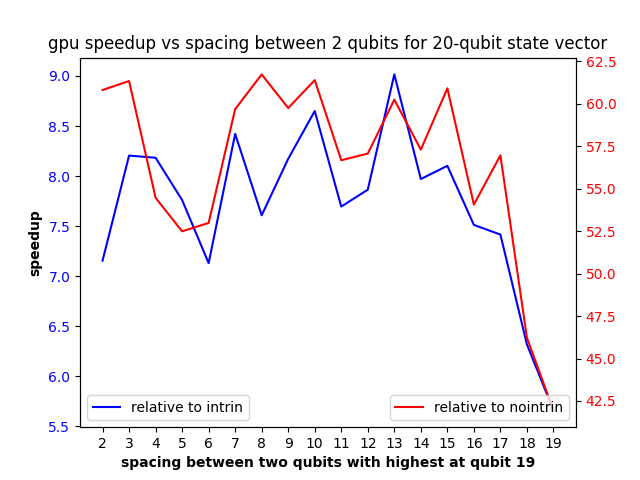 gpu speedup vs spacing between 2 qubits for 20-qubit state vector
speedup
9.0
8.5
8.0
7.5
7.0
6.5
6.0
5.5
62.5
60.0
57.5
55.0
52.5
50.0
47.5
45.0
42.5
relative to intrin
relative to nointrin
2 3 4 5 6 7 8 9 10 11 12 13 14 15 16 17 18 19
spacing between two qubits with highest at qubit 19